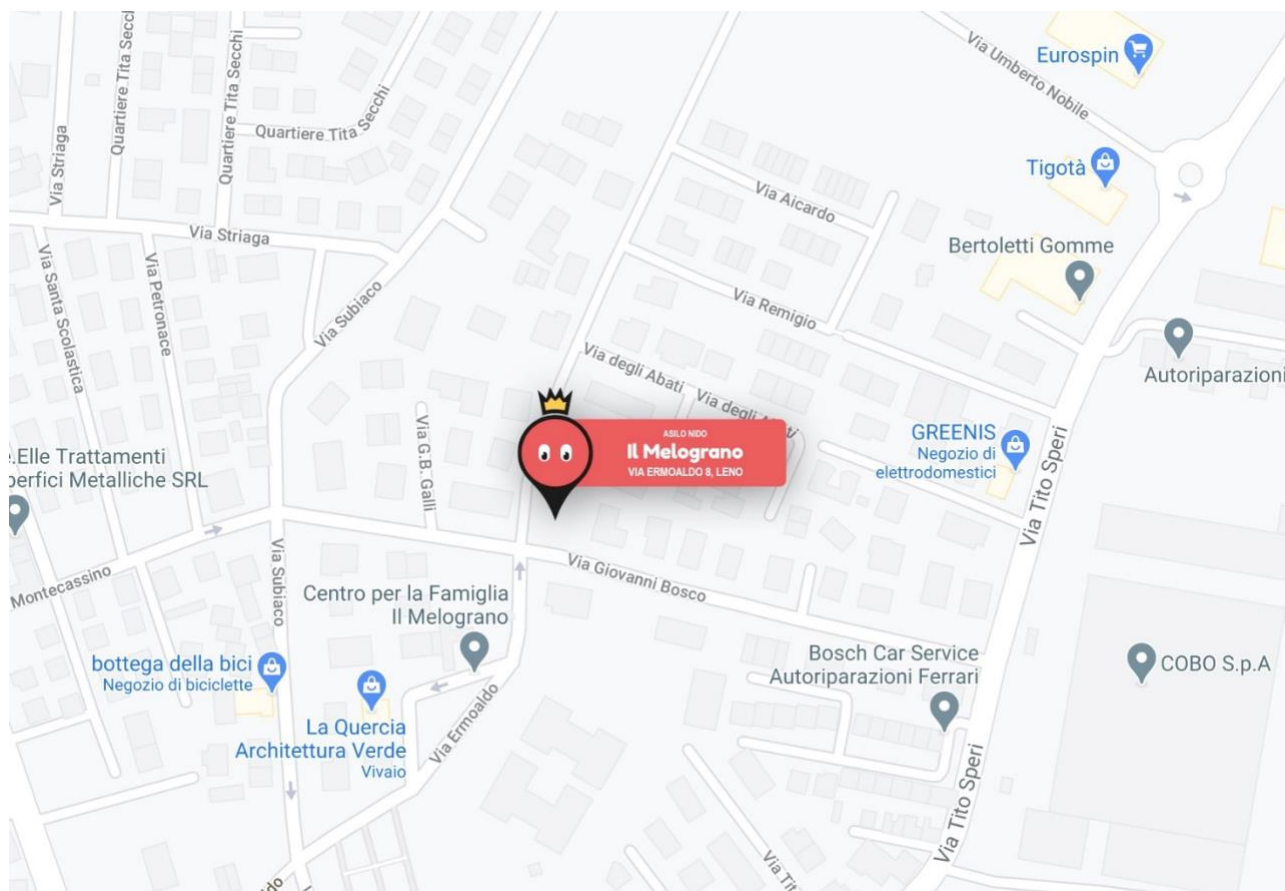 Via Umberto Nobile
Eurospin
Quartiere Tita Secchi
Quartiere Tita Secchi
Quartiere Tita Secchi
Via Striaga
Tigotà
Via Aicardo
Via Striaga
Bertoletti Gomme
Via Santa Scolastica
Via Petronace
Via Subiaco
Via Remigio
Via degli Abati
Via degli Abati
Autoriparazioni
ASILO NIDO
Il Melograno
VIA ERMOALDO 8, LENO
Via G.B. Galli
GREENIS
Negozio di
elettrodomestici
Via Tito Speri
.Elle Trattamenti
perfici Metalliche SRL
Montecassino
Via Subiaco
Via Giovanni Bosco
Centro per la Famiglia
Il Melograno
bottega della bici
Negozio di biciclette
Bosch Car Service
Autoriparazioni Ferrari
COBO S.p.A
La Quercia
Architettura Verde
Vivaio
Via Ermoaldo
Via Tito Speri
Via Tit
ldo